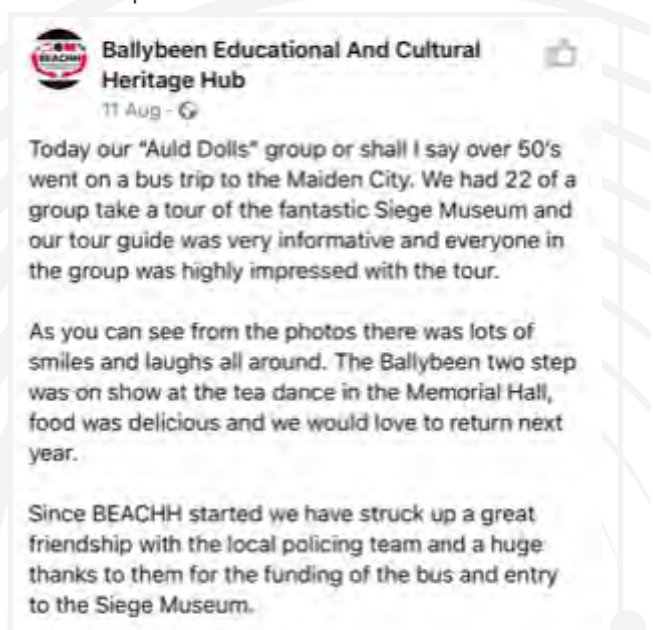 BEACHH
Ballybeen Educational And Cultural
Heritage Hub
11 Aug ·
Today our "Auld Dolls" group or shall I say over 50's
went on a bus trip to the Maiden City. We had 22 of a
group take a tour of the fantastic Siege Museum and
our tour guide was very informative and everyone in
the group was highly impressed with the tour.
As you can see from the photos there was lots of
smiles and laughs all around. The Ballybeen two step
was on show at the tea dance in the Memorial Hall,
food was delicious and we would love to return next
year.
Since BEACHH started we have struck up a great
friendship with the local policing team and a huge
thanks to them for the funding of the bus and entry
to the Siege Museum.